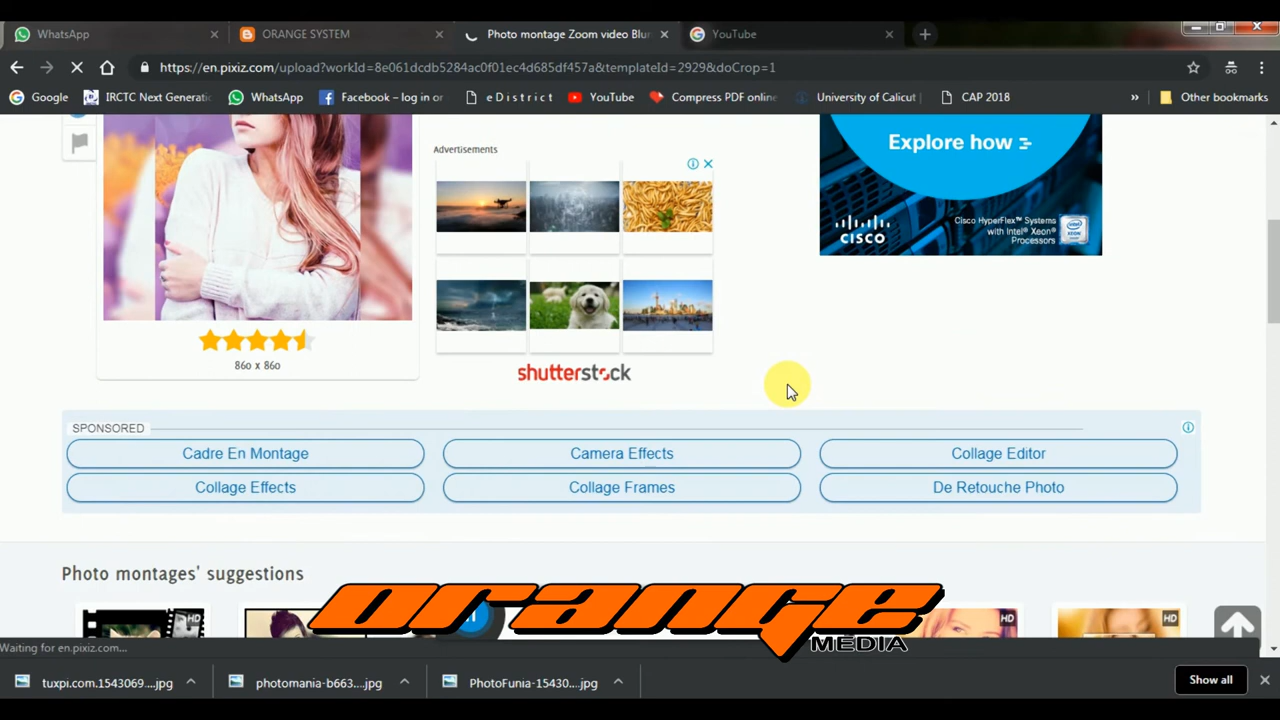 WhatsApp
ORANGE SYSTEM
Photo montage Zoom video Blur
YouTube
https://en.pixiz.com/upload?workId=8e061dcdb5284ac0f01ec4d685df457a&templateId=2929&doCrop=1
Google
IRCTC Next Generati
WhatsApp
Facebook – log in or
e D i s t r i c t
YouTube
Compress PDF online
University of Calicut
CAP 2018
»
Other bookmarks
Advertisements
Explore how
CISCO
Cisco HyperFlex™ Systems
with Intel® Xeon®
Processors
860 x 860
shutterstock
SPONSORED
Cadre En Montage
Camera Effects
Collage Editor
Collage Effects
Collage Frames
De Retouche Photo
Photo montages' suggestions
HD
HD
HD
orange
MEDIA
Waiting for en.pixiz.com...
tuxpi.com.1543069....jpg
photomania-b663....jpg
PhotoFunia-15430....jpg
Show all